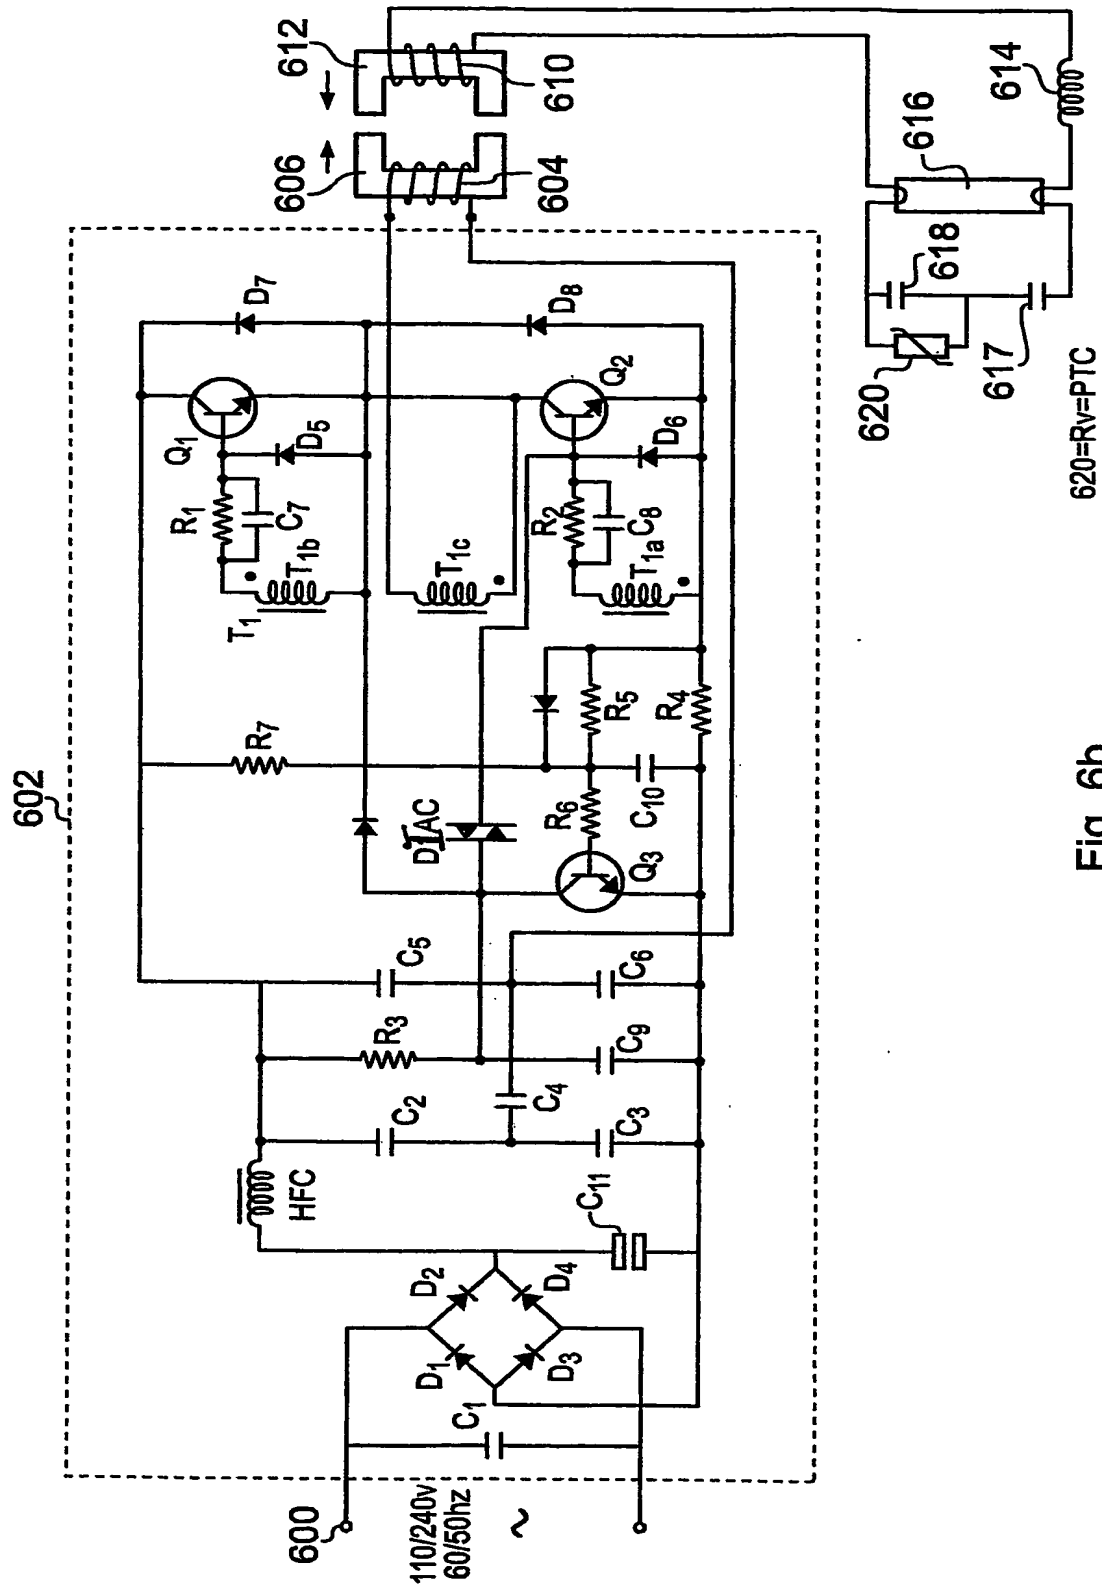 602
600
110/240v
60/50hz
~
C1
D1
D2
D3
D4
C11
HFC
C2
C3
C4
R3
C9
C5
C6
DIAC
Q3
R6
C10
R7
R5
R4
T1
T1b
T1c
T1a
R1
C7
R2
C8
Q1
D5
Q2
D6
D7
D8
606
604
612
610
614
616
618
617
620
620=Rv=PTC
Fig. 6b